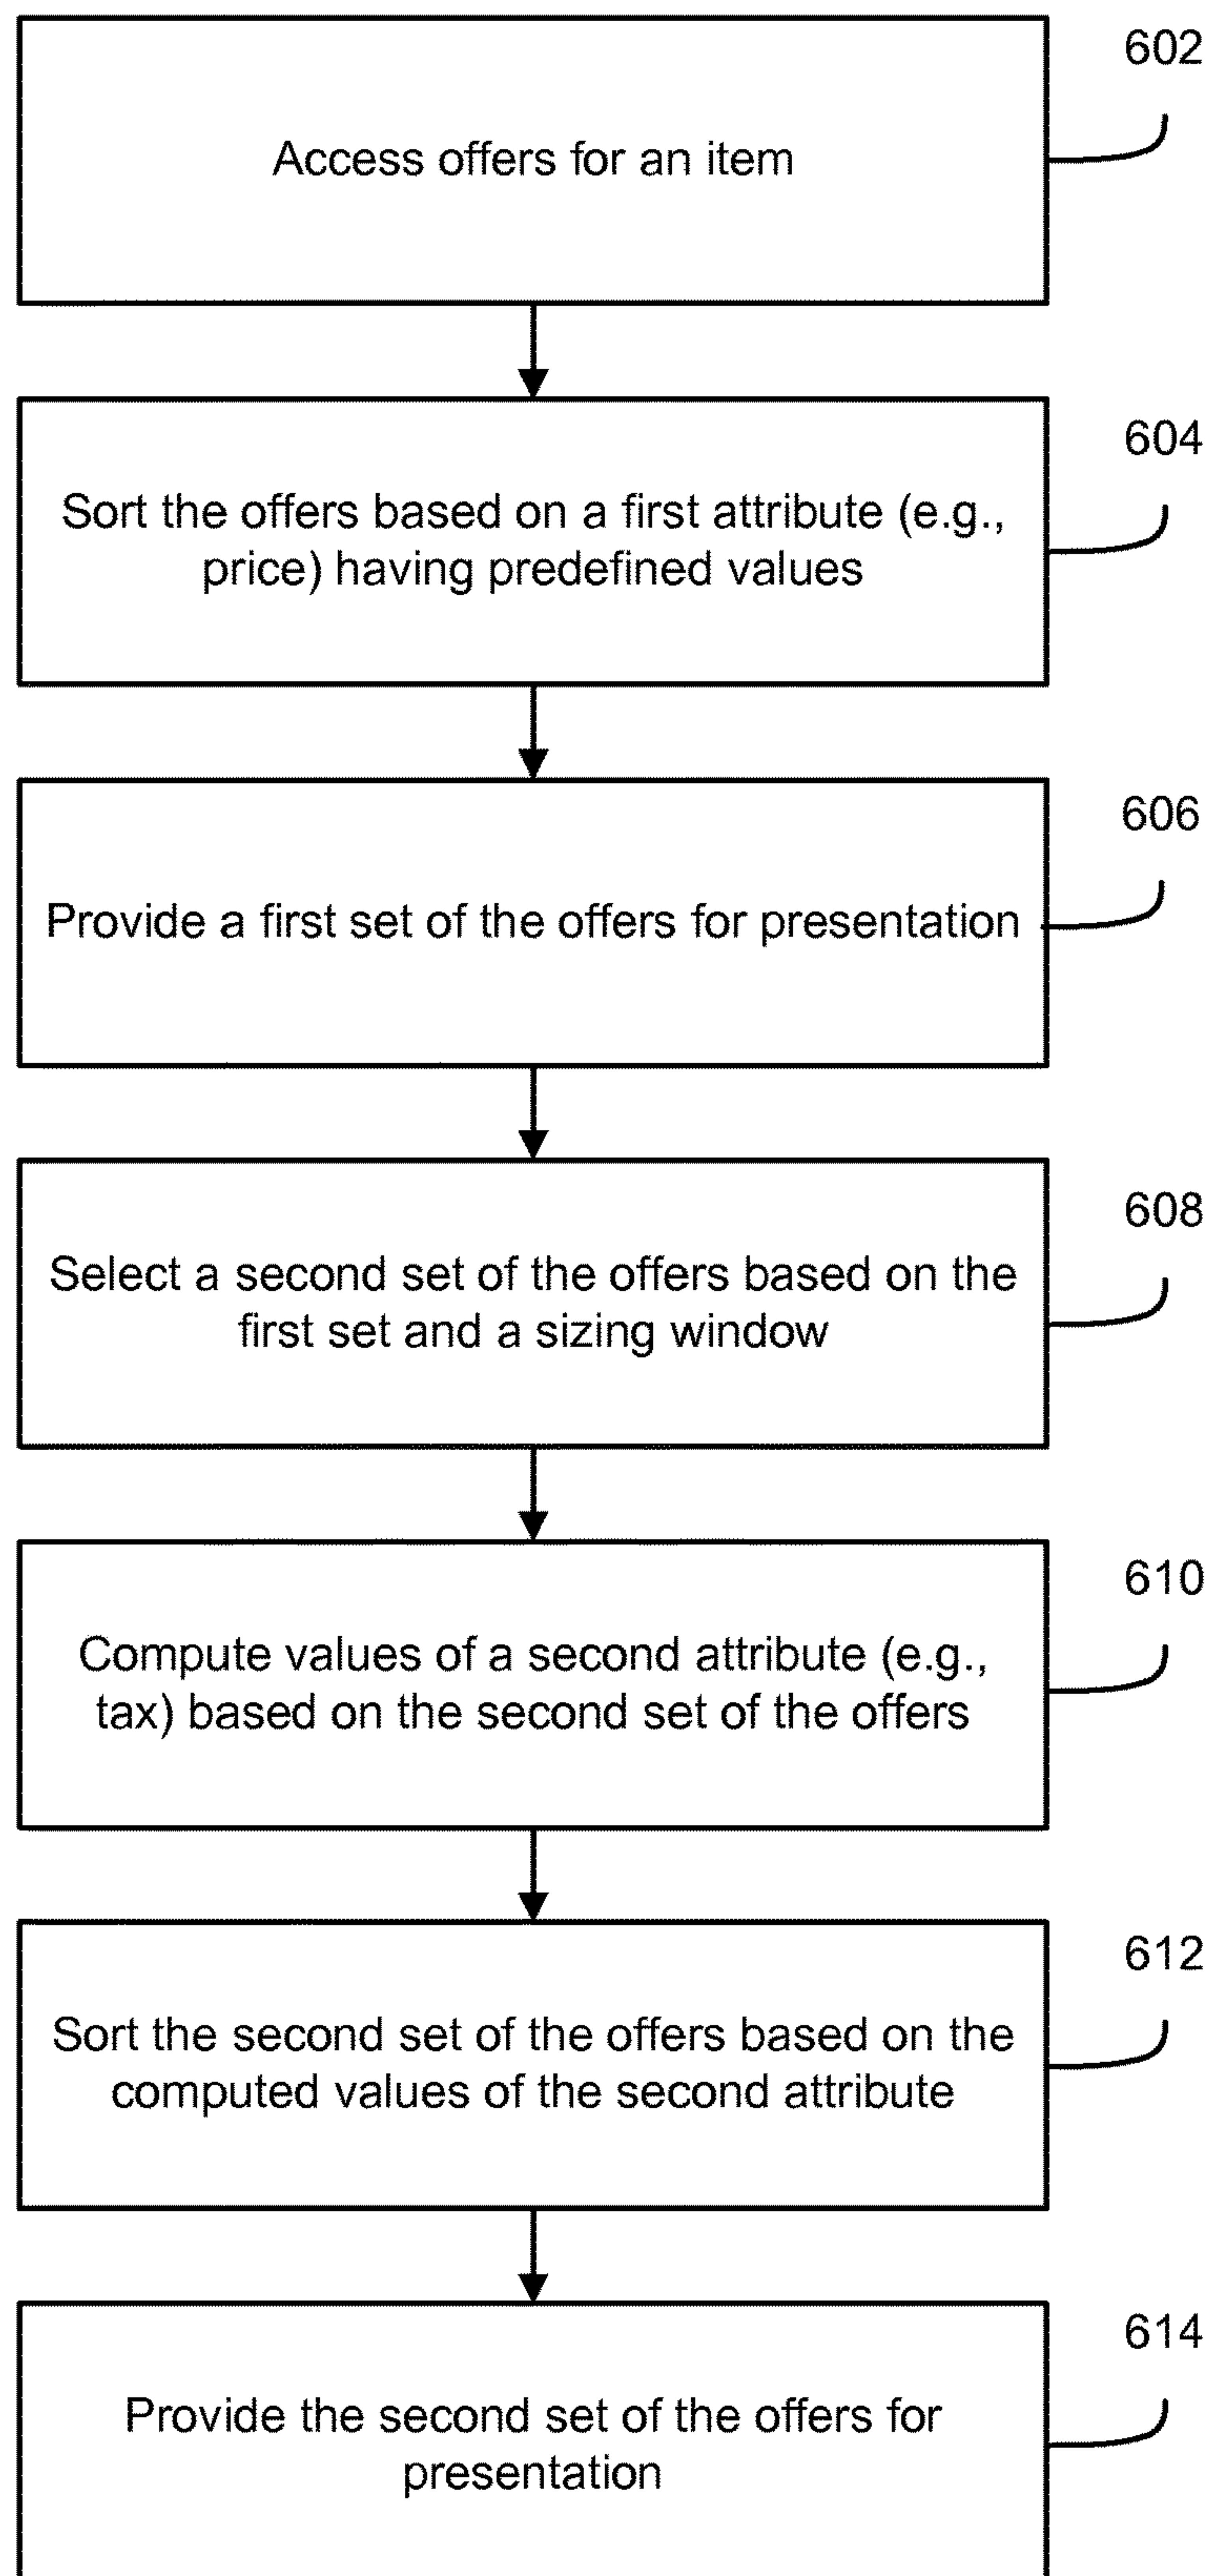 602
Access offers for an item
604
Sort the offers based on a first attribute (e.g.,
price) having predefined values
606
Provide a first set of the offers for presentation
608
Select a second set of the offers based on the
first set and a sizing window
610
Compute values of a second attribute (e.g.,
tax) based on the second set of the offers
612
Sort the second set of the offers based on the
computed values of the second attribute
614
Provide the second set of the offers for
presentation